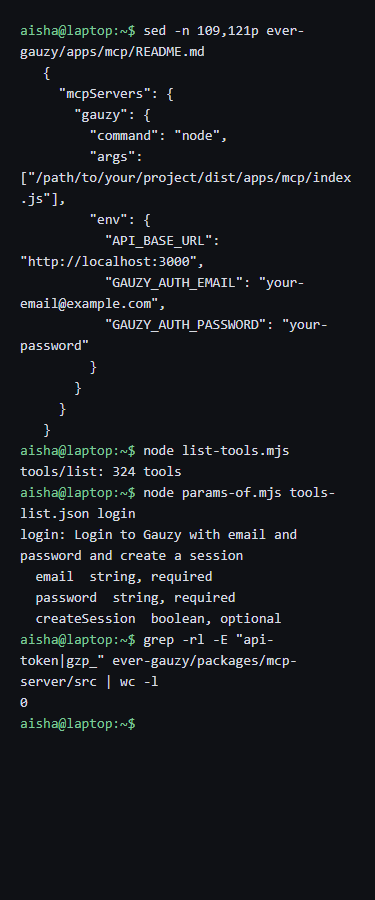 aisha@laptop:~$ sed -n 109,121p ever-
gauzy/apps/mcp/README.md
   {
     "mcpServers": {
       "gauzy": {
         "command": "node",
         "args":
["/path/to/your/project/dist/apps/mcp/index
.js"],
         "env": {
           "API_BASE_URL":
"http://localhost:3000",
           "GAUZY_AUTH_EMAIL": "your-
email@example.com",
           "GAUZY_AUTH_PASSWORD": "your-
password"
         }
       }
     }
   }
aisha@laptop:~$ node list-tools.mjs
tools/list: 324 tools
aisha@laptop:~$ node params-of.mjs tools-
list.json login
login: Login to Gauzy with email and
password and create a session
  email  string, required
  password  string, required
  createSession  boolean, optional
aisha@laptop:~$ grep -rl -E "api-
token|gzp_" ever-gauzy/packages/mcp-
server/src | wc -l
0
aisha@laptop:~$